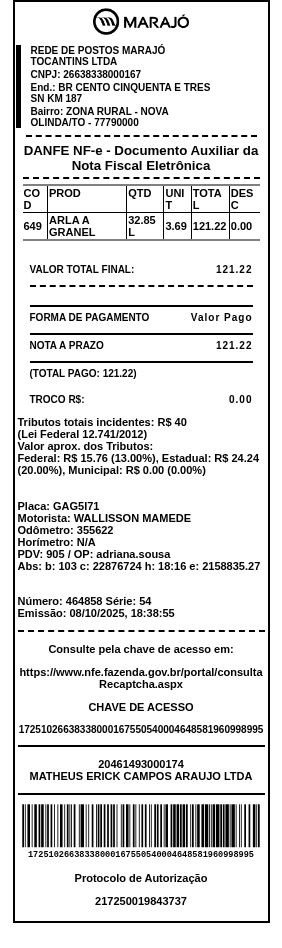 MARAJÓ
REDE DE POSTOS MARAJÓ
TOCANTINS LTDA
CNPJ: 26638338000167
End.: BR CENTO CINQUENTA E TRES
SN KM 187
Bairro: ZONA RURAL - NOVA
OLINDA/TO - 77790000
DANFE NF-e - Documento Auxiliar da
Nota Fiscal Eletrônica
COD PROD QTD UNIT TOTAL DESC
649 ARLA A GRANEL 32.85 L 3.69 121.22 0.00
VALOR TOTAL FINAL: 121.22
FORMA DE PAGAMENTO Valor Pago
NOTA A PRAZO 121.22
(TOTAL PAGO: 121.22)
TROCO R$: 0.00
Tributos totais incidentes: R$ 40
(Lei Federal 12.741/2012)
Valor aprox. dos Tributos:
Federal: R$ 15.76 (13.00%), Estadual: R$ 24.24
(20.00%), Municipal: R$ 0.00 (0.00%)
Placa: GAG5I71
Motorista: WALLISSON MAMEDE
Odômetro: 355622
Horímetro: N/A
PDV: 905 / OP: adriana.sousa
Abs: b: 103 c: 22876724 h: 18:16 e: 2158835.27
Número: 464858 Série: 54
Emissão: 08/10/2025, 18:38:55
Consulte pela chave de acesso em:
https://www.nfe.fazenda.gov.br/portal/consulta
Recaptcha.aspx
CHAVE DE ACESSO
17251026638338000167550540004648581960998995
20461493000174
MATHEUS ERICK CAMPOS ARAUJO LTDA
17251026638338000167550540004648581960998995
Protocolo de Autorização
217250019843737